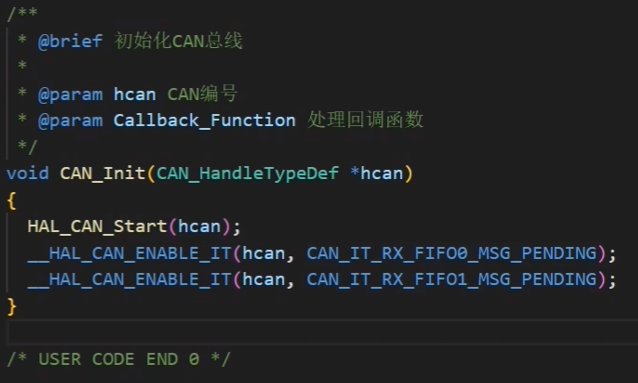 /**
 * @brief 初始化CAN总线
 *
 * @param hcan CAN编号
 * @param Callback_Function 处理回调函数
 */
void CAN_Init(CAN_HandleTypeDef *hcan)
{
  HAL_CAN_Start(hcan);
  __HAL_CAN_ENABLE_IT(hcan, CAN_IT_RX_FIFO0_MSG_PENDING);
  __HAL_CAN_ENABLE_IT(hcan, CAN_IT_RX_FIFO1_MSG_PENDING);
}
/* USER CODE END 0 */